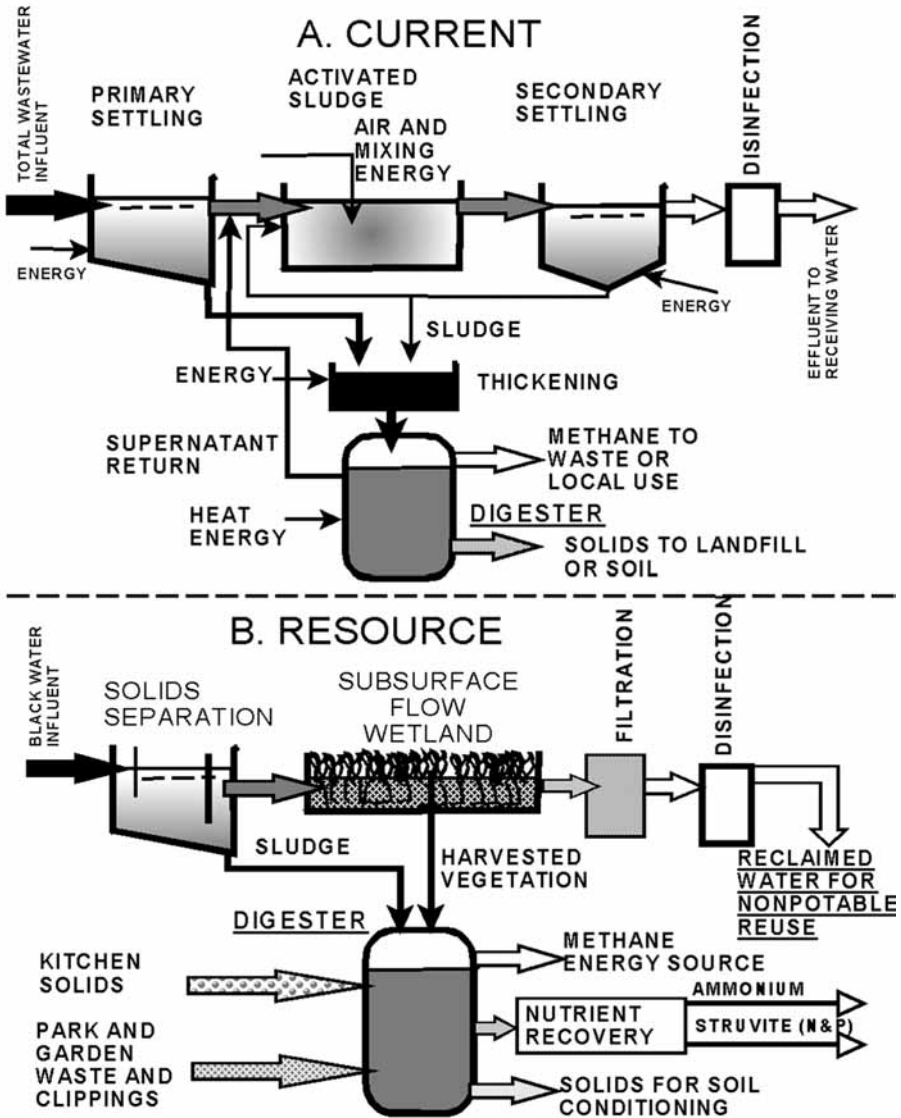 A. CURRENT
TOTAL WASTEWATER
INFLUENT
PRIMARY
SETTLING
ACTIVATED
SLUDGE
AIR AND
MIXING
ENERGY
SECONDARY
SETTLING
DISINFECTION
ENERGY
ENERGY
EFFLUENT TO
RECEIVING WATER
SLUDGE
ENERGY
THICKENING
SUPERNATANT
RETURN
METHANE TO
WASTE OR
LOCAL USE
HEAT
ENERGY
DIGESTER
SOLIDS TO LANDFILL
OR SOIL
B. RESOURCE
BLACK WATER
INFLUENT
SOLIDS
SEPARATION
SUBSURFACE
FLOW
WETLAND
FILTRATION
DISINFECTION
SLUDGE
HARVESTED
VEGETATION
RECLAIMED
WATER FOR
NONPOTABLE
REUSE
DIGESTER
KITCHEN
SOLIDS
METHANE
ENERGY SOURCE
NUTRIENT
RECOVERY
AMMONIUM
STRUVITE (N&P)
PARK AND
GARDEN
WASTE AND
CLIPPINGS
SOLIDS FOR SOIL
CONDITIONING